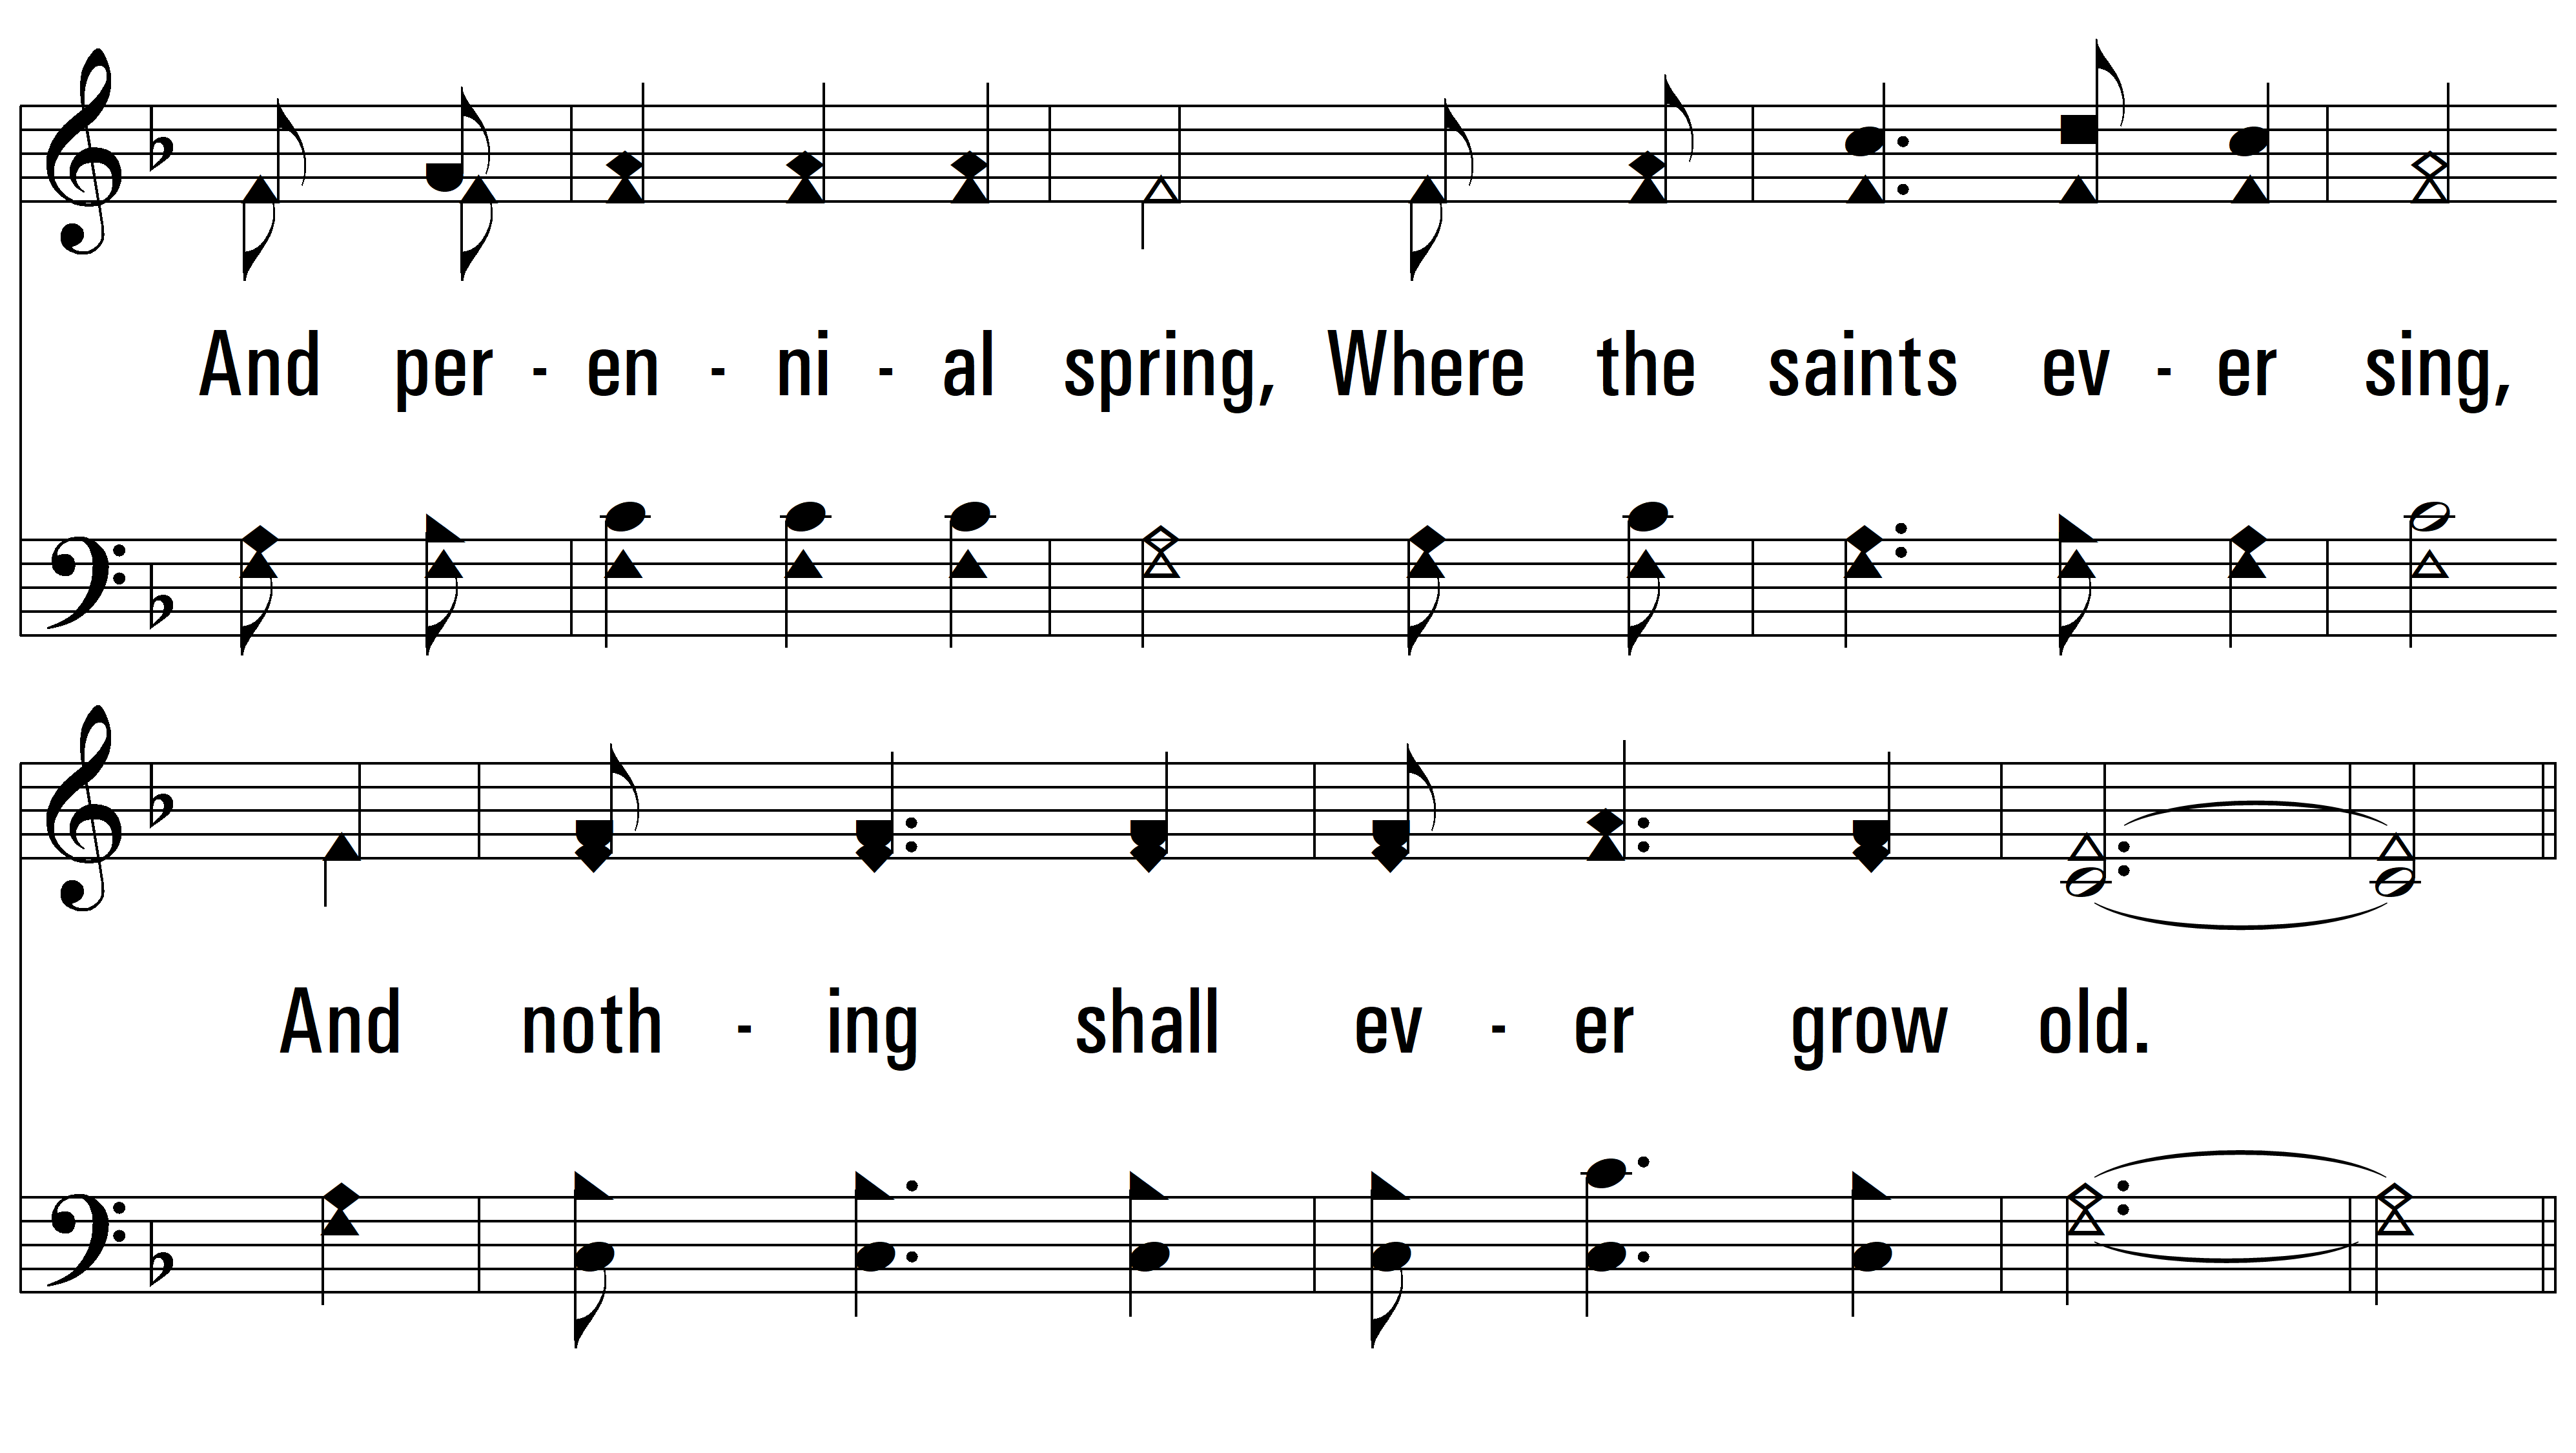 And per - en - ni - al spring, Where the saints ev - er sing,
And noth - ing shall ev - er grow old.